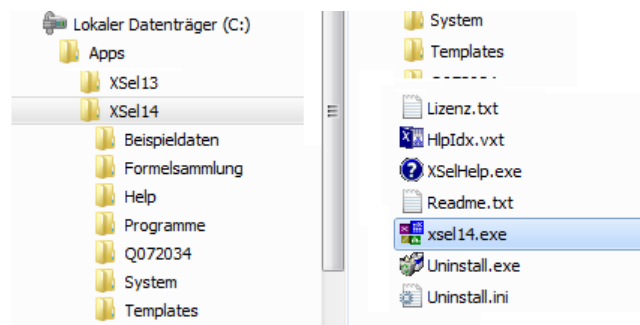 Lokaler Datenträger (C:)
Apps
XSel13
XSel14
Beispieldaten
Formelsammlung
Help
Programme
Q072034
System
Templates
System
Templates
Lizenz.txt
HlpIdx.vxt
XSelHelp.exe
Readme.txt
xsel14.exe
Uninstall.exe
Uninstall.ini